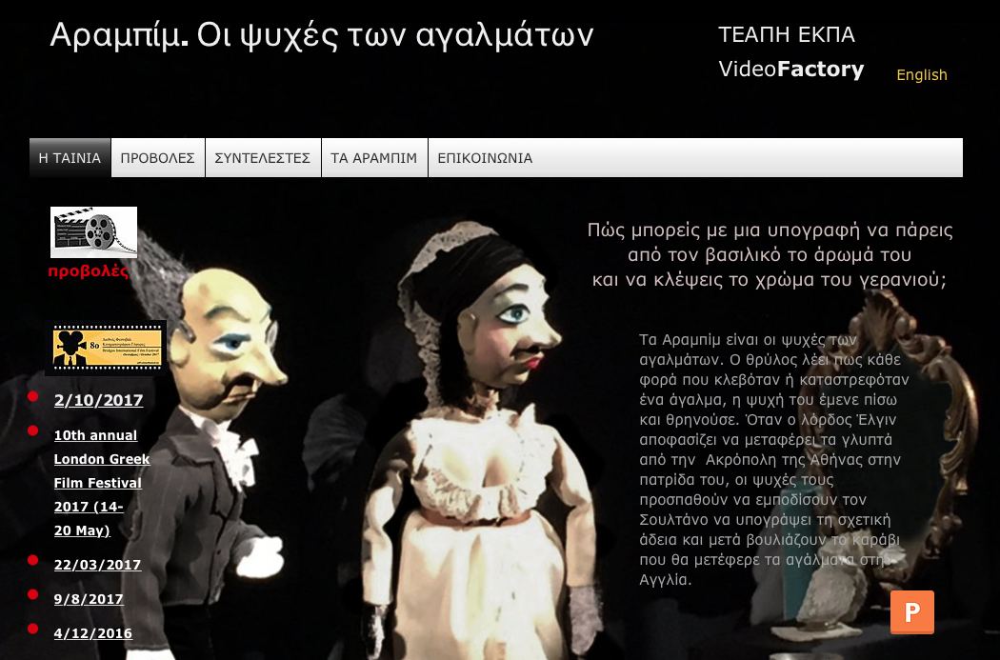 Αραμπίμ. Οι ψυχές των αγαλμάτων
ΤΕΑΠΗ ΕΚΠΑ
VideoFactory
English
Η ΤΑΙΝΙΑ
ΠΡΟΒΟΛΕΣ
ΣΥΝΤΕΛΕΣΤΕΣ
ΤΑ ΑΡΑΜΠΙΜ
ΕΠΙΚΟΙΝΩΝΙΑ
προβολές
8ο
Bridges International Film Festival
2/10/2017
10th annual
London Greek
Film Festival
2017 (14-
20 May)
22/03/2017
9/8/2017
4/12/2016
Πώς μπορείς με μια υπογραφή να πάρεις
από τον βασιλικό το άρωμά του
και να κλέψεις το χρώμα του γερανιού;
Τα Αραμπίμ είναι οι ψυχές των
αγαλμάτων. Ο θρύλος λέει πως κάθε
φορά που κλεβόταν ή καταστρεφόταν
ένα άγαλμα, η ψυχή του έμενε πίσω
και θρηνούσε. Όταν ο λόρδος Έλγιν
αποφασίζει να μεταφέρει τα γλυπτά
από την Ακρόπολη της Αθήνας στην
πατρίδα του, οι ψυχές τους
προσπαθούν να εμποδίσουν τον
Σουλτάνο να υπογράψει τη σχετική
άδεια και μετά βουλιάζουν το καράβι
που θα μετέφερε τα αγάλματα στην
Αγγλία.
P